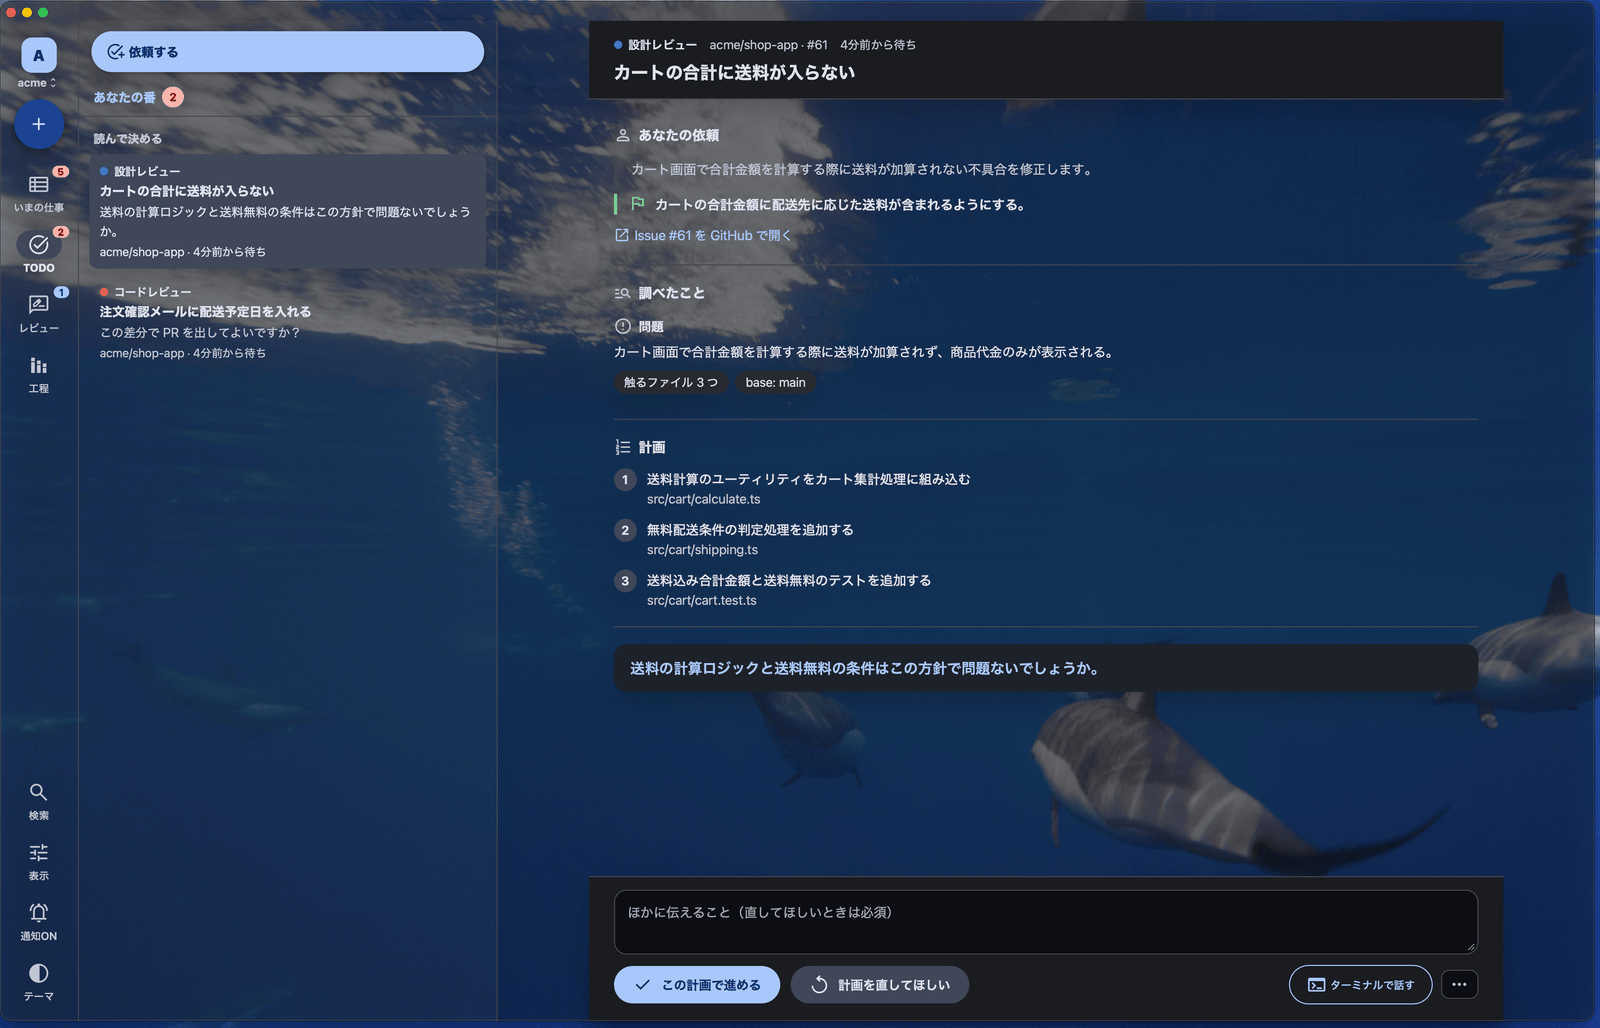 A
acme
いまの仕事
5
TODO
2
レビュー
1
工程
検索
表示
通知ON
テーマ
依頼する
あなたの番 2
読んで決める
設計レビュー
カートの合計に送料が入らない
送料の計算ロジックと送料無料の条件はこの方針で問題ないでしょう
か。
acme/shop-app · 4分前から待ち
コードレビュー
注文確認メールに配送予定日を入れる
この差分で PR を出してよいですか？
acme/shop-app · 4分前から待ち
設計レビュー acme/shop-app · #61 4分前から待ち
カートの合計に送料が入らない
あなたの依頼
カート画面で合計金額を計算する際に送料が加算されない不具合を修正します。
カートの合計金額に配送先に応じた送料が含まれるようにする。
Issue #61 を GitHub で開く
調べたこと
問題
カート画面で合計金額を計算する際に送料が加算されず、商品代金のみが表示される。
触るファイル 3 つ base: main
計画
1 送料計算のユーティリティをカート集計処理に組み込む
src/cart/calculate.ts
2 無料配送条件の判定処理を追加する
src/cart/shipping.ts
3 送料込み合計金額と送料無料のテストを追加する
src/cart/cart.test.ts
送料の計算ロジックと送料無料の条件はこの方針で問題ないでしょうか。
ほかに伝えること（直してほしいときは必須）
この計画で進める 計画を直してほしい ターミナルで話す